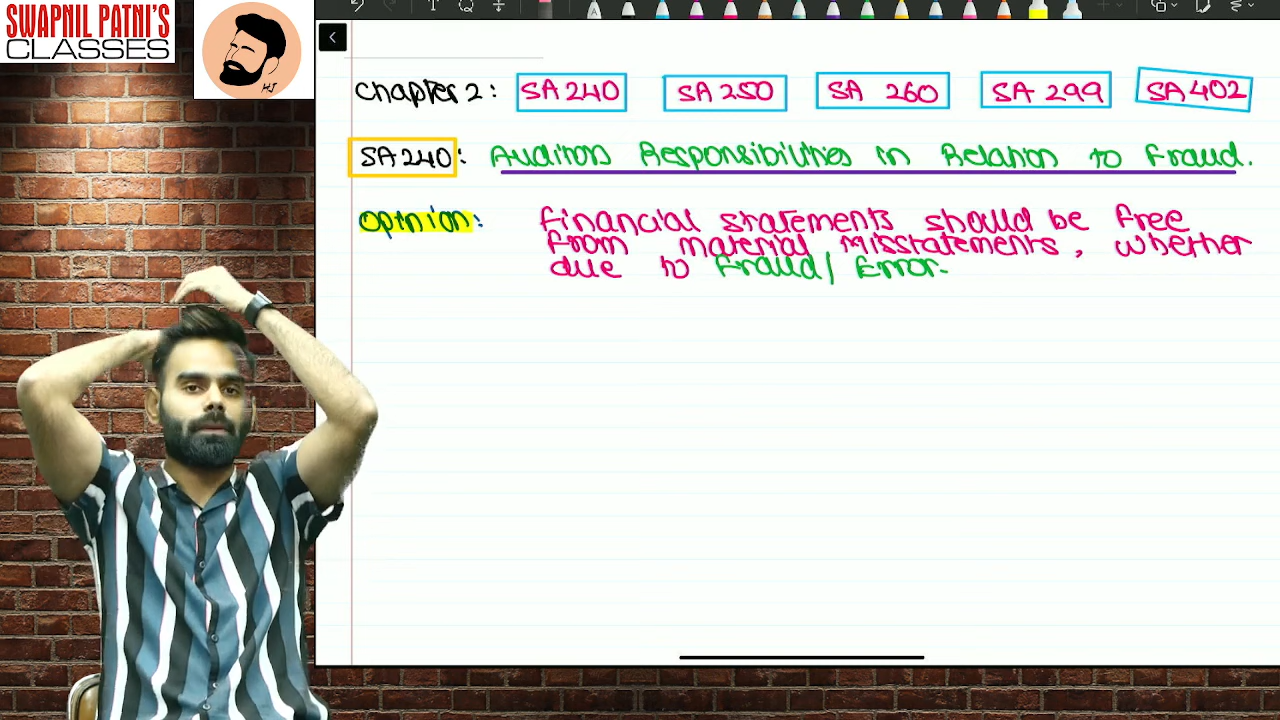 SWAPNIL PATNI'S
CLASSES
HJ
Chapter 2: SA 240 SA 250 SA 260 SA 299 SA 402
SA 240: Auditors Responsibilities in Relation to Fraud.
Opinion: Financial statements should be free
from material misstatements, whether
due to Fraud/ Error.